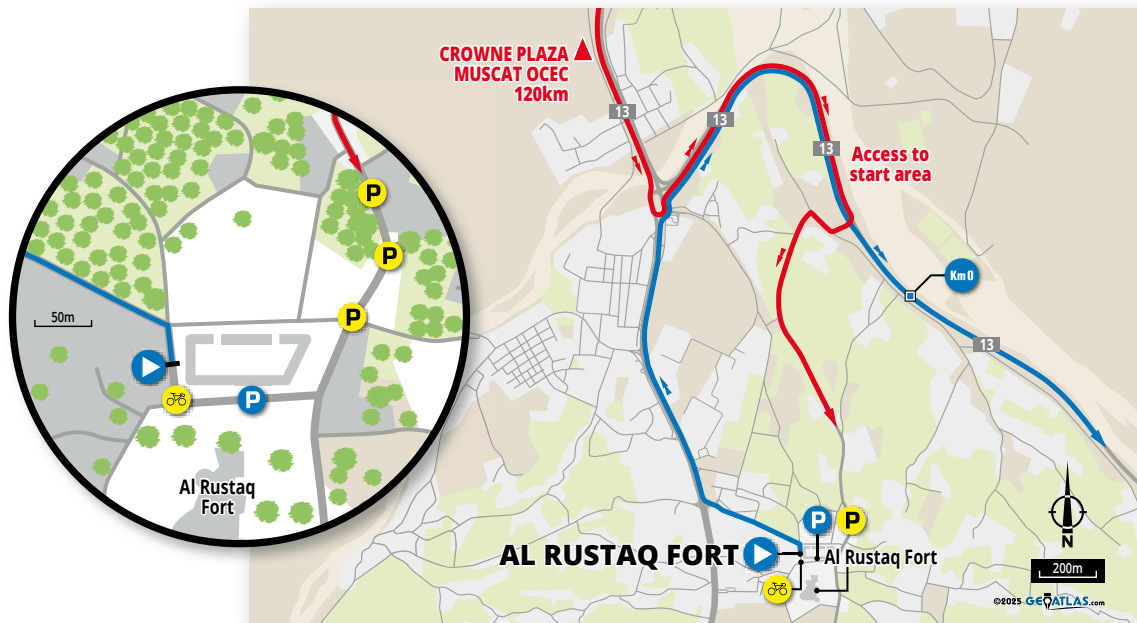 CROWNE PLAZA
MUSCAT OCEC
120km
13
13
13
Access to
start area
P
P
P
50m
P
Al Rustaq
Fort
Km 0
13
P
P
AL RUSTAQ FORT
Al Rustaq Fort
N
200m
©2025 GEOATLAS.com